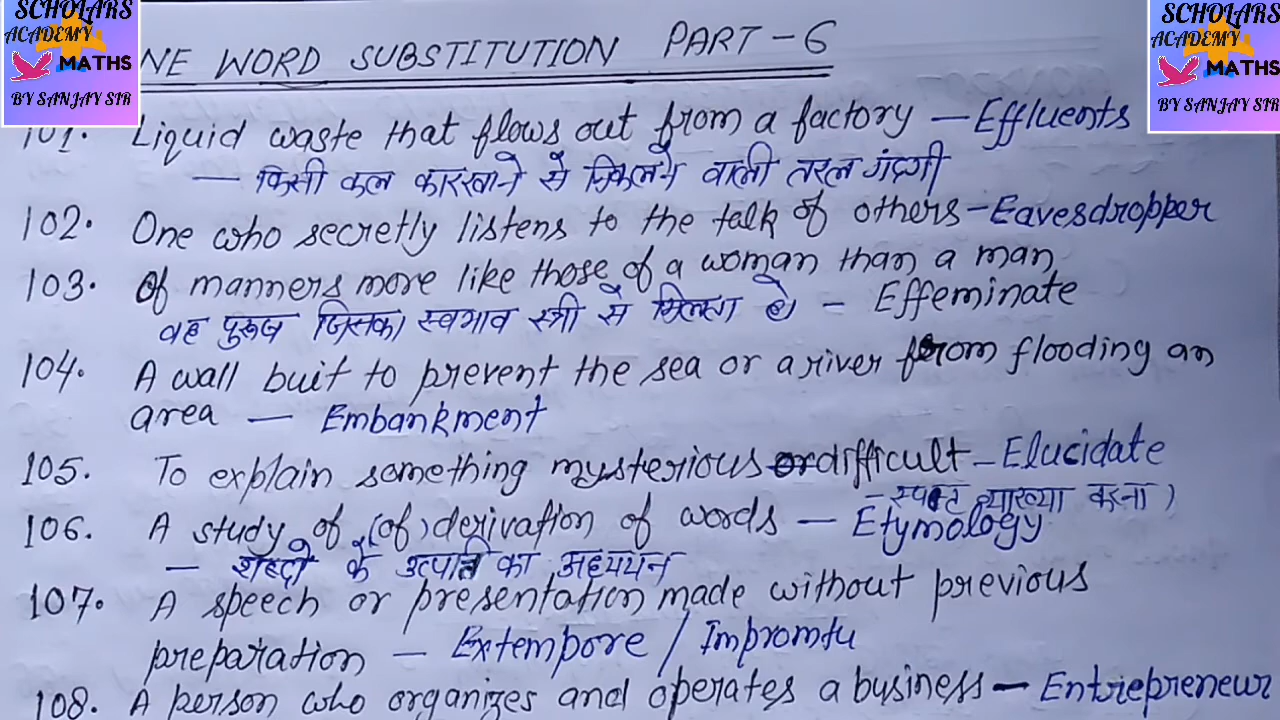 SCHOLARS
ACADEMY
MATHS
BY SANJAY SIR
SCHOLARS
ACADEMY
MATHS
BY SANJAY SIR
NE WORD SUBSTITUTION PART-6
101. Liquid waste that flows out from a factory — Effluents
— किसी कल कारखाने से निकलने वाली तरल गंदगी
102. One who secretly listens to the talk of others - Eavesdropper
103. Of manners more like those of a woman than a man
वह पुरूष जिसका स्वभाव स्त्री से मिलता हो - Effeminate
104. A wall buit to prevent the sea or a river from flooding an
area — Embankment
105. To explain something mysterious or difficult - Elucidate
- स्पष्ट व्याख्या करना)
106. A study of (of) derivation of words — Etymology
— शब्दों के उत्पति का अध्ययन
107. A speech or presentation made without previous
preparation — Extempore / Impromtu
108. A person who organizes and operates a business — Entrepreneur